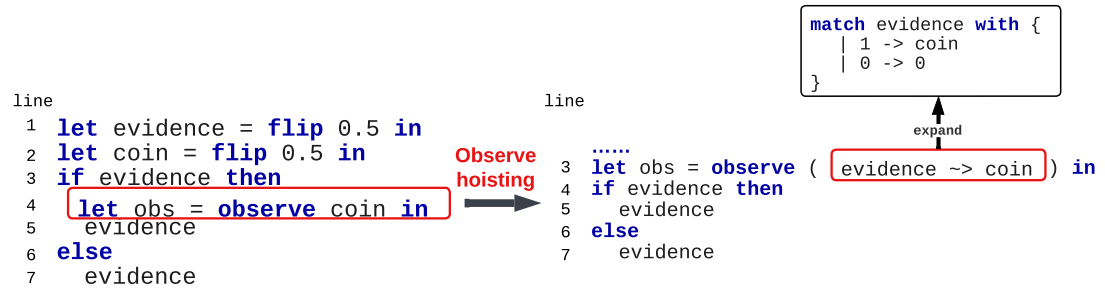 line
1 let evidence = flip 0.5 in
2 let coin = flip 0.5 in
3 if evidence then
4 let obs = observe coin in
5 evidence
6 else
7 evidence
Observe
hoisting
match evidence with {
| 1 -> coin
| 0 -> 0
}
expand
line
......
3 let obs = observe ( evidence ~> coin ) in
4 if evidence then
5 evidence
6 else
7 evidence